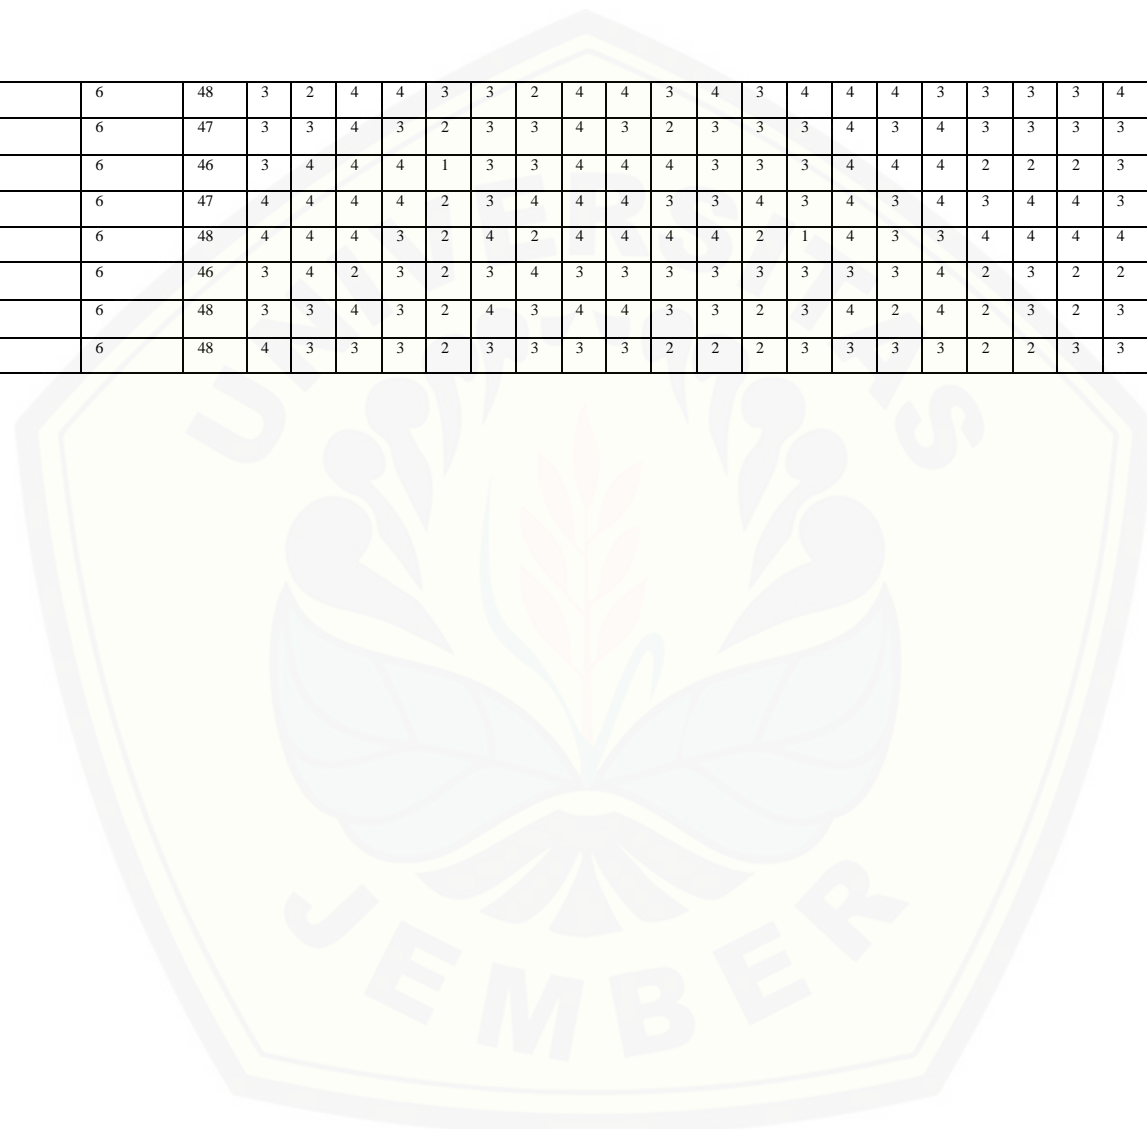 6 48 3 2 4 4 3 3 2 4 4 3 4 3 4 4 4 3 3 3 3 4
6 47 3 3 4 3 2 3 3 4 3 2 3 3 3 4 3 4 3 3 3 3
6 46 3 4 4 4 1 3 3 4 4 4 3 3 3 4 4 4 2 2 2 3
6 47 4 4 4 4 2 3 4 4 4 3 3 4 3 4 3 4 3 4 4 3
6 48 4 4 4 3 2 4 2 4 4 4 4 2 1 4 3 3 4 4 4 4
6 46 3 4 2 3 2 3 4 3 3 3 3 3 3 3 3 4 2 3 2 2
6 48 3 3 4 3 2 4 3 4 4 3 3 2 3 4 2 4 2 3 2 3
6 48 4 3 3 3 2 3 3 3 3 2 2 2 3 3 3 3 2 2 3 3
UNIVERSITAS
JEMBER